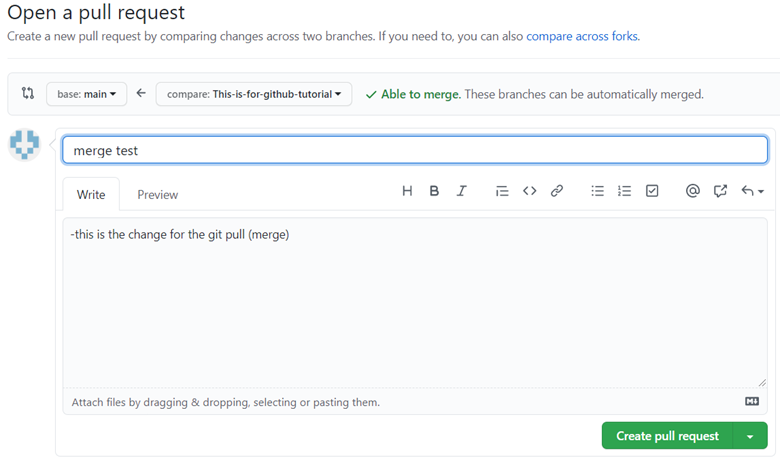 Open a pull request
Create a new pull request by comparing changes across two branches. If you need to, you can also compare across forks.
base: main compare: This-is-for-github-tutorial Able to merge. These branches can be automatically merged.
merge test
Write Preview
-this is the change for the git pull (merge)
Attach files by dragging & dropping, selecting or pasting them.
Create pull request